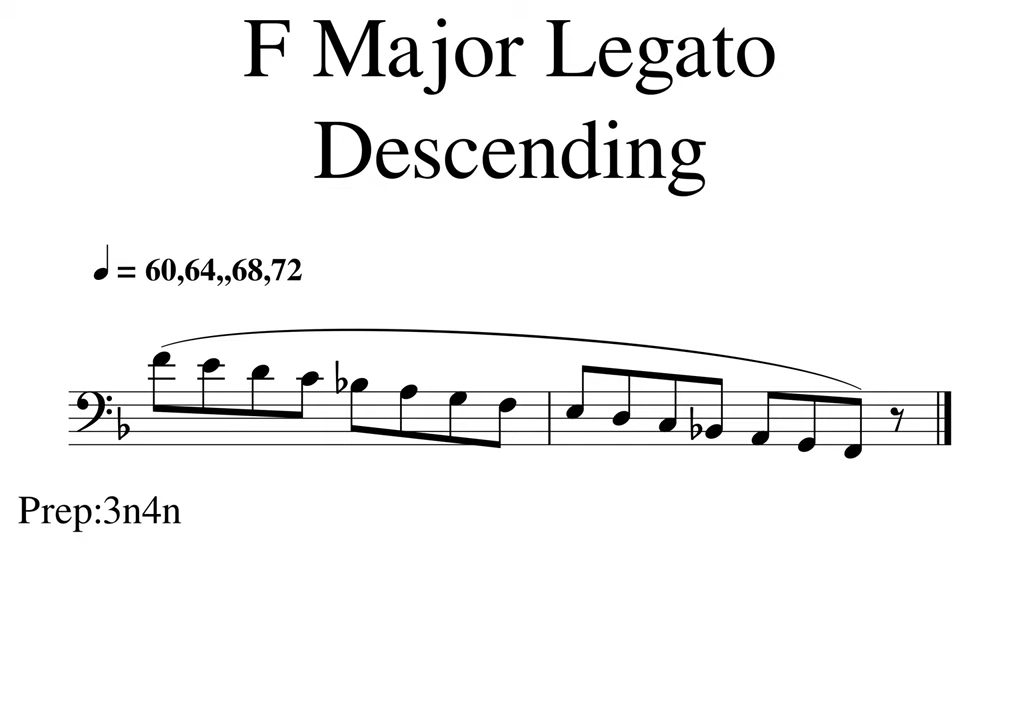 F Major Legato
Descending
♩ = 60,64,,68,72
Prep:3n4n